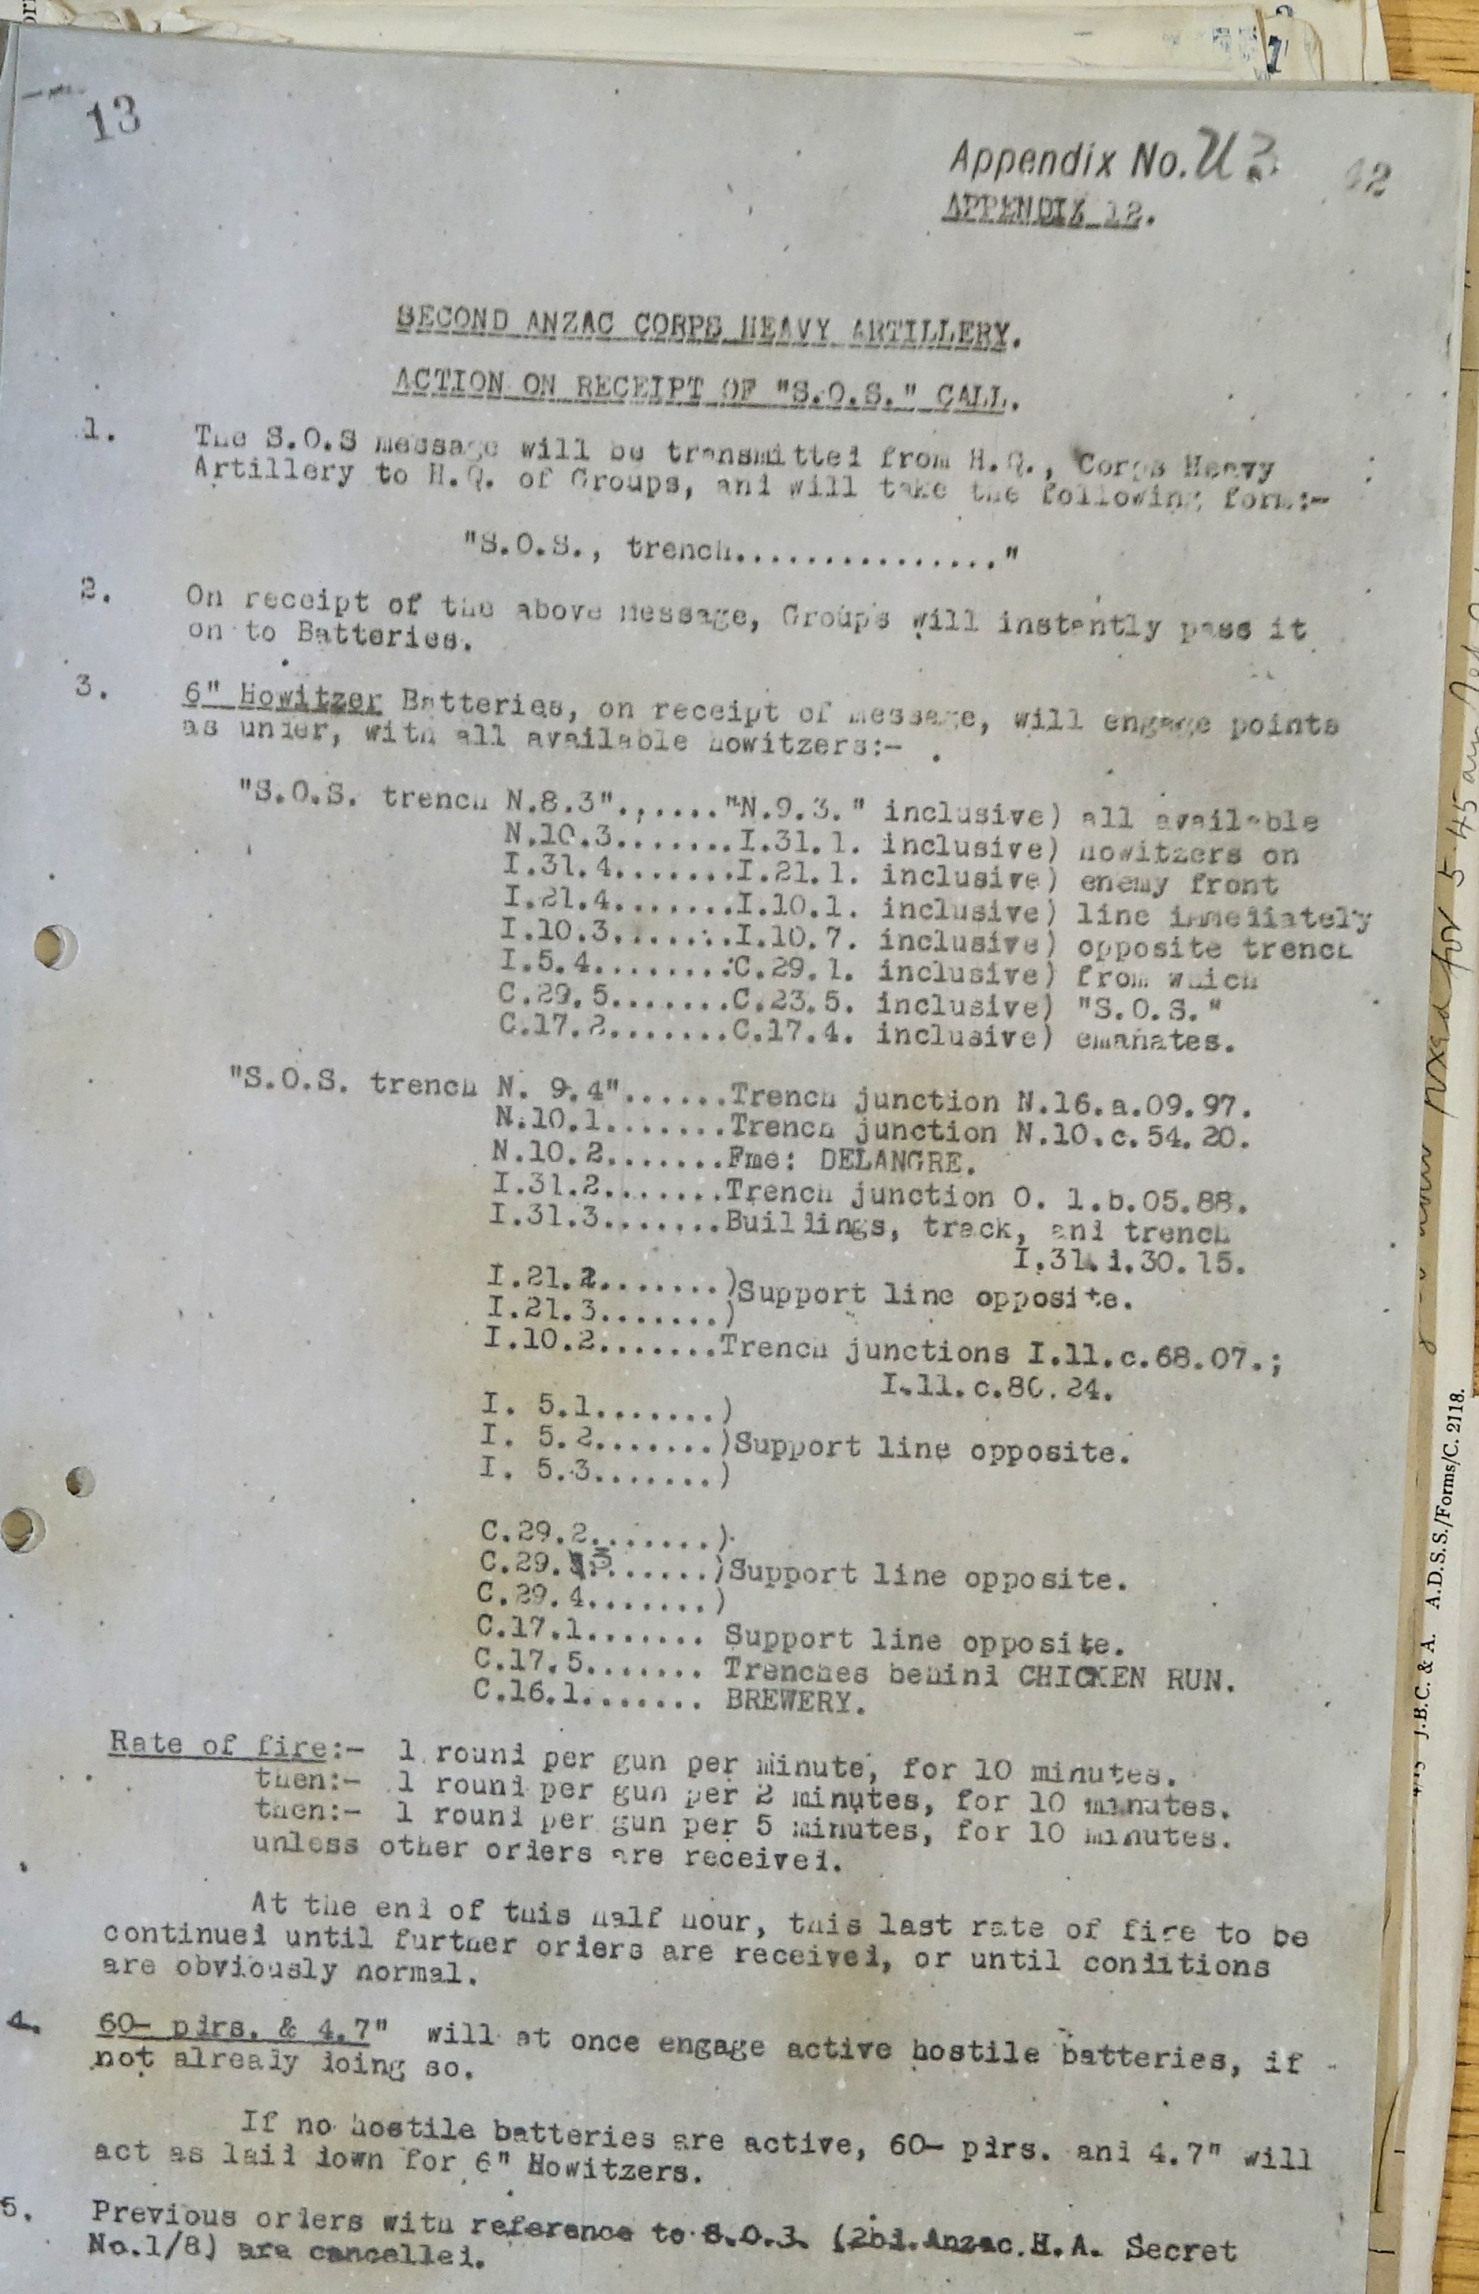 13
Appendix No. U3
42
APPENDIX 12.
SECOND ANZAC CORPS HEAVY ARTILLERY.
ACTION ON RECEIPT OF "S.O.S." CALL.
1. The S.O.S message will be transmitted from H.Q., Corps Heavy
Artillery to H.Q. of Groups, and will take the following form:-
"S.O.S., trench..............."
2. On receipt of the above message, Groups will instantly pass it
on to Batteries.
3. 6" Howitzer Batteries, on receipt of message, will engage points
as under, with all available howitzers:-
"S.O.S. trench N.8.3"......."N.9.3." inclusive) all available
N.10.3.......I.31.1. inclusive) howitzers on
I.31.4.......I.21.1. inclusive) enemy front
I.21.4.......I.10.1. inclusive) line immediately
I.10.3.......I.10.7. inclusive) opposite trench
I.5.4........C.29.1. inclusive) from which
C.29.5.......C.23.5. inclusive) "S.O.S."
C.17.2.......C.17.4. inclusive) emanates.
"S.O.S. trench N. 9.4"......Trench junction N.16.a.09.97.
N.10.1.......Trench junction N.10.c.54.20.
N.10.2.......Fme: DELANGRE.
I.31.2.......Trench junction O. 1.b.05.88.
I.31.3.......Buildings, track, and trench
I.31.d.30.15.
I.21.2.......)Support line opposite.
I.21.3.......)
I.10.2.......Trench junctions I.11.c.68.07.;
I.11.c.80.24.
I. 5.1.......)
I. 5.2.......)Support line opposite.
I. 5.3.......)
C.29.2.......)
C.29.3.......)Support line opposite.
C.29.4.......)
C.17.1....... Support line opposite.
C.17.5....... Trenches behind CHICKEN RUN.
C.16.1....... BREWERY.
Rate of fire:- 1 round per gun per minute, for 10 minutes.
then:- 1 round per gun per 2 minutes, for 10 minutes.
then:- 1 round per gun per 5 minutes, for 10 minutes.
unless other orders are received.
At the end of this half hour, this last rate of fire to be
continued until further orders are received, or until conditions
are obviously normal.
4. 60- pdrs. & 4.7" will at once engage active hostile batteries, if
not already doing so.
If no hostile batteries are active, 60- pdrs. and 4.7" will
act as laid down for 6" Howitzers.
5. Previous orders with reference to S.O.S. (2nd. Anzac.H.A. Secret
No.1/8) are cancelled.
for 5.45 am
J.B.C. & A. A.D.S.S./Forms/C. 2118.